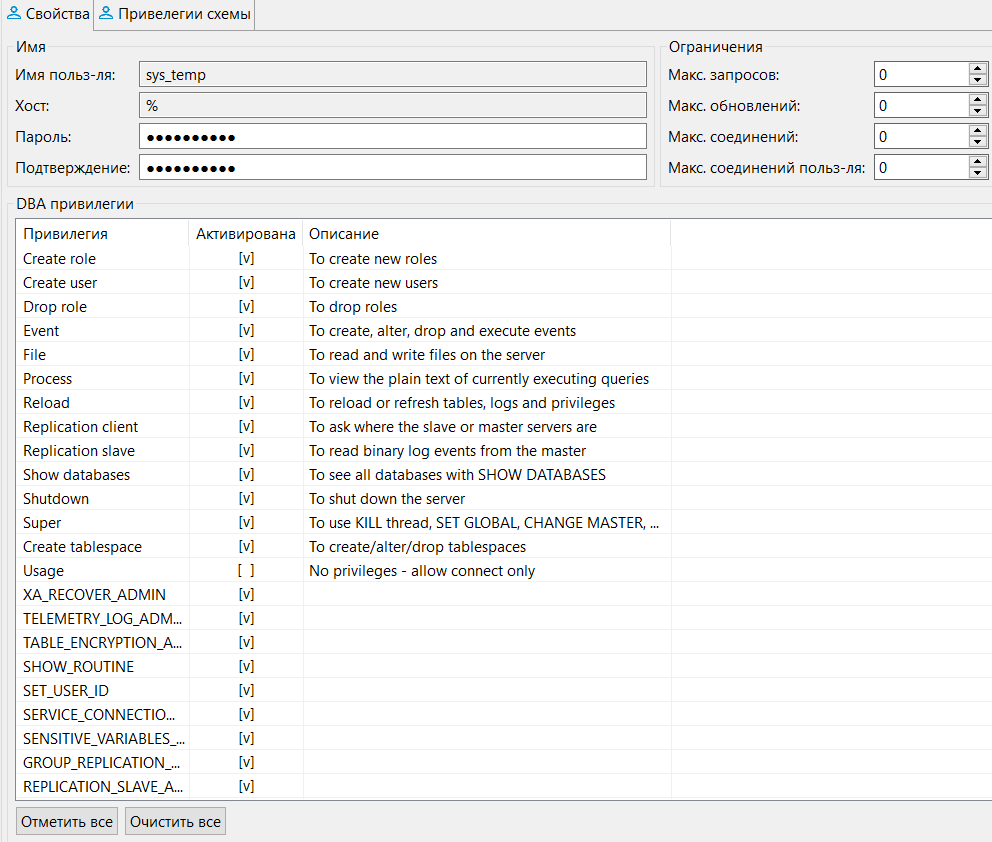 Свойства Привелегии схемы
Имя
Имя польз-ля: sys_temp
Хост: %
Пароль: ●●●●●●●●●●
Подтверждение: ●●●●●●●●●●
Ограничения
Макс. запросов: 0
Макс. обновлений: 0
Макс. соединений: 0
Макс. соединений польз-ля: 0
DBA привилегии
Привилегия Активирована Описание
Create role [v] To create new roles
Create user [v] To create new users
Drop role [v] To drop roles
Event [v] To create, alter, drop and execute events
File [v] To read and write files on the server
Process [v] To view the plain text of currently executing queries
Reload [v] To reload or refresh tables, logs and privileges
Replication client [v] To ask where the slave or master servers are
Replication slave [v] To read binary log events from the master
Show databases [v] To see all databases with SHOW DATABASES
Shutdown [v] To shut down the server
Super [v] To use KILL thread, SET GLOBAL, CHANGE MASTER, ...
Create tablespace [v] To create/alter/drop tablespaces
Usage [ ] No privileges - allow connect only
XA_RECOVER_ADMIN [v]
TELEMETRY_LOG_ADM... [v]
TABLE_ENCRYPTION_A... [v]
SHOW_ROUTINE [v]
SET_USER_ID [v]
SERVICE_CONNECTIO... [v]
SENSITIVE_VARIABLES_... [v]
GROUP_REPLICATION_... [v]
REPLICATION_SLAVE_A... [v]
Отметить все Очистить все